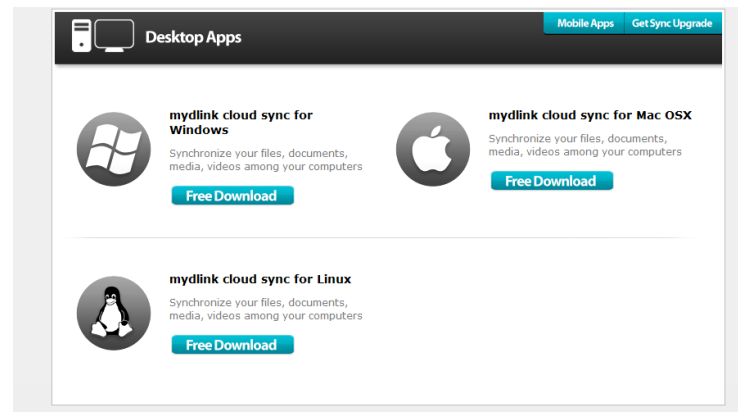 Desktop Apps
Mobile Apps
Get Sync Upgrade
mydlink cloud sync for
Windows
Synchronize your files, documents,
media, videos among your computers
Free Download
mydlink cloud sync for Mac OSX
Synchronize your files, documents,
media, videos among your computers
Free Download
mydlink cloud sync for Linux
Synchronize your files, documents,
media, videos among your computers
Free Download